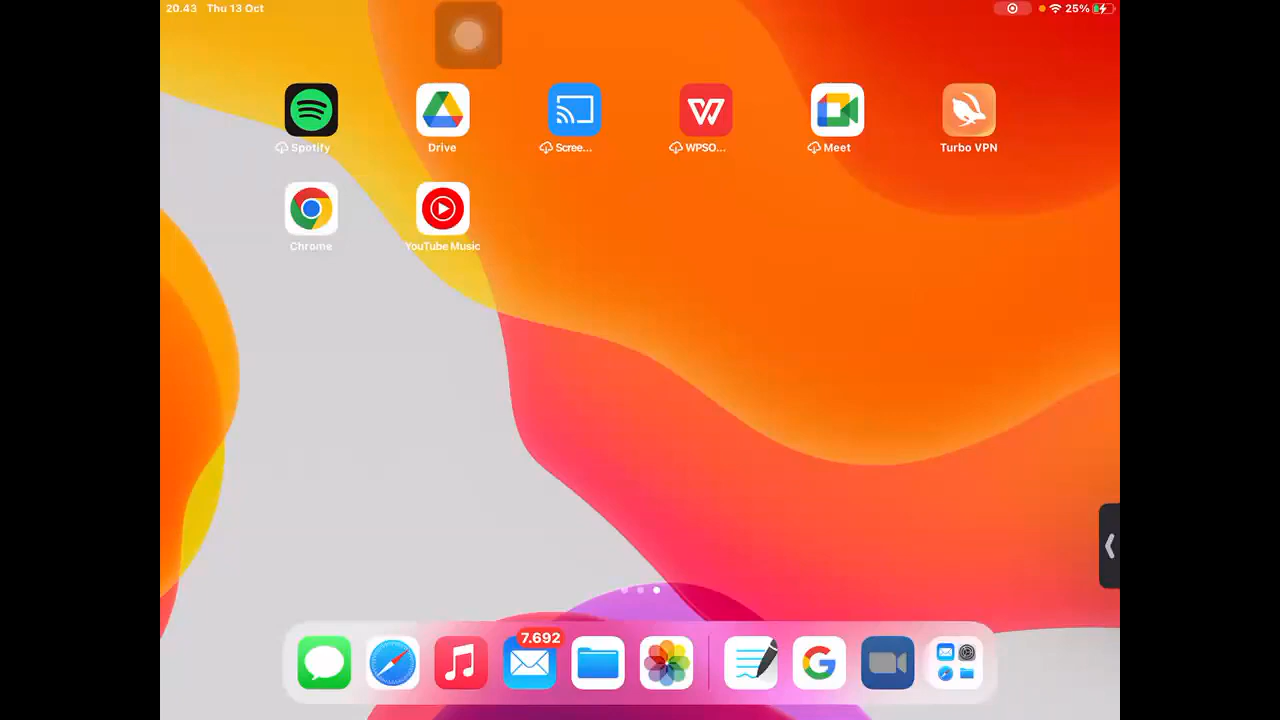 20.43 Thu 13 Oct
25%
Spotify
Drive
Scree...
WPSO...
Meet
Turbo VPN
Chrome
YouTube Music
7.692